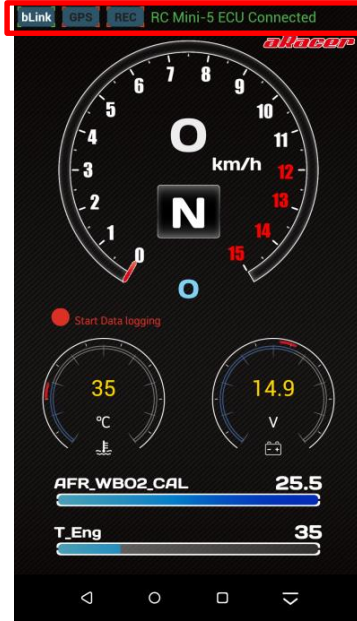 bLink GPS REC RC Mini-5 ECU Connected
aRacer
0 1 2 3 4 5 6 7 8 9 10 11 12 13 14 15
0
km/h
N
0
Start Data logging
35
°C
14.9
V
AFR_WBO2_CAL 25.5
T_Eng 35